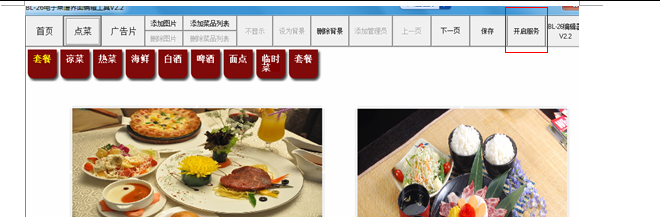 BL-26电子菜谱界面编辑工具V2.2
首页
点菜
广告片
添加图片
删除图片
添加菜品列表
删除菜品列表
不显示
设为背景
删除背景
添加管理员
上一页
下一页
保存
开启服务
BL-26编辑器
V2.2
套餐
凉菜
热菜
海鲜
白酒
啤酒
面点
临时
菜
套餐